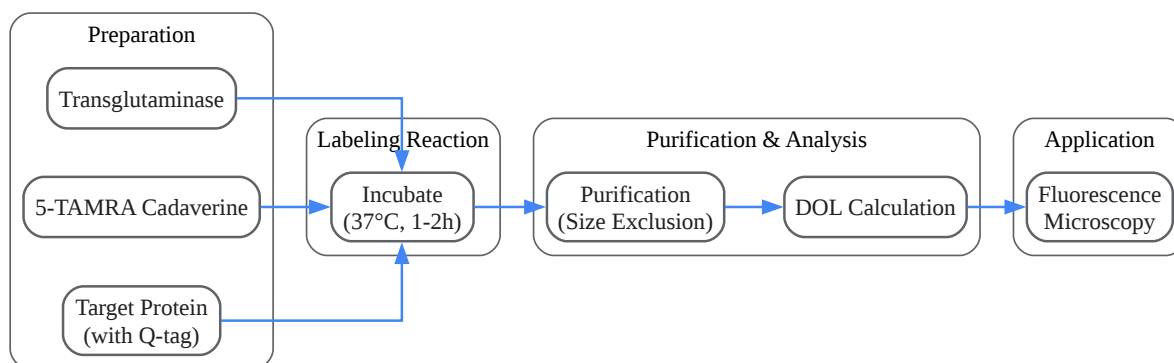 Preparation
Transglutaminase
5-TAMRA Cadaverine
Target Protein
(with Q-tag)
Labeling Reaction
Incubate
(37°C, 1-2h)
Purification & Analysis
Purification
(Size Exclusion)
DOL Calculation
Application
Fluorescence
Microscopy